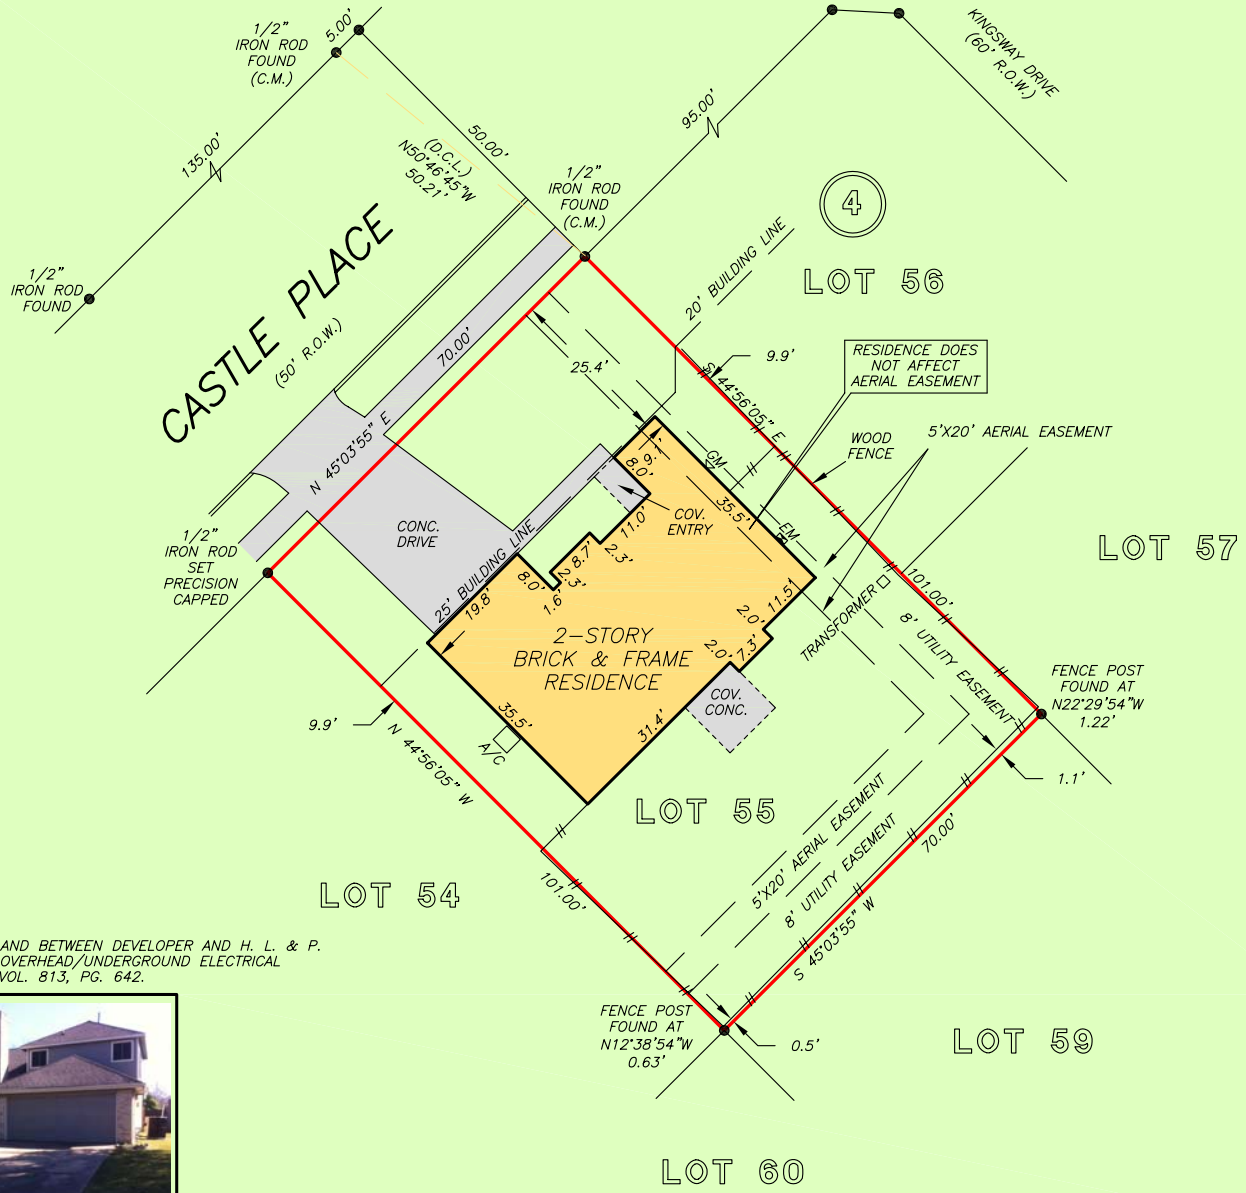 1/2"
IRON ROD
FOUND
(C.M.)
5.00'
KINGSWAY DRIVE
(60' R.O.W.)
135.00'
50.00'
95.00'
(D.C.L.)
N50°46'45"W
50.21'
1/2"
IRON ROD
FOUND
(C.M.)
4
1/2"
IRON ROD
FOUND
CASTLE PLACE
(50' R.O.W.)
20' BUILDING LINE
LOT 56
70.00'
25.4'
S 44°56'05" E
9.9'
RESIDENCE DOES
NOT AFFECT
AERIAL EASEMENT
N 45°03'55" E
WOOD
FENCE
5'X20' AERIAL EASEMENT
9.1'
8.0'
GM
35.5'
COV.
ENTRY
EM
CONC.
DRIVE
25' BUILDING LINE
11.0'
2.3'
8.7'
2.3'
1.6'
8.0'
19.8'
1/2"
IRON ROD
SET
PRECISION
CAPPED
LOT 57
101.00'
TRANSFORMER
8' UTILITY EASEMENT
11.5'
2.0'
7.3'
2.0'
2-STORY
BRICK & FRAME
RESIDENCE
COV.
CONC.
FENCE POST
FOUND AT
N22°29'54"W
1.22'
35.5'
31.4'
A/C
9.9'
N 44°56'05" W
1.1'
LOT 55
5'X20' AERIAL EASEMENT
8' UTILITY EASEMENT
70.00'
S 45°03'55" W
LOT 54
101.00'
AND BETWEEN DEVELOPER AND H. L. & P.
OVERHEAD/UNDERGROUND ELECTRICAL
VOL. 813, PG. 642.
FENCE POST
FOUND AT
N12°38'54"W
0.63'
0.5'
LOT 59
LOT 60